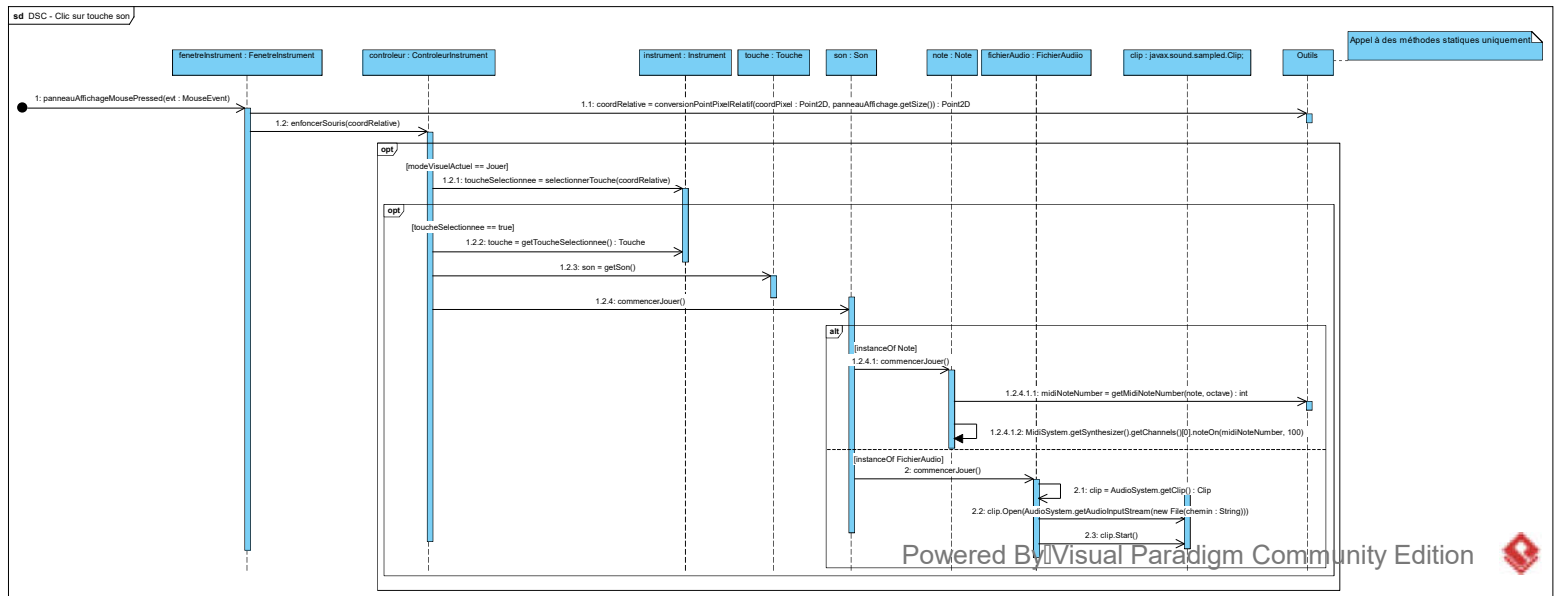 sd DSC - Clic sur touche son
Appel à des méthodes statiques uniquement
fenetreInstrument : FenetreInstrument
controleur : ControleurInstrument
instrument : Instrument
touche : Touche
son : Son
note : Note
fichierAudio : FichierAudiio
clip : javax.sound.sampled.Clip;
Outils
1: panneauAffichageMousePressed(evt : MouseEvent)
1.1: coordRelative = conversionPointPixelRelatif(coordPixel : Point2D, panneauAffichage.getSize()) : Point2D
1.2: enfoncerSouris(coordRelative)
opt
[modeVisuelActuel == Jouer]
1.2.1: toucheSelectionnee = selectionnerTouche(coordRelative)
opt
[toucheSelectionnee == true]
1.2.2: touche = getToucheSelectionnee() : Touche
1.2.3: son = getSon()
1.2.4: commencerJouer()
alt
[instanceOf Note]
1.2.4.1: commencerJouer()
1.2.4.1.1: midiNoteNumber = getMidiNoteNumber(note, octave) : int
1.2.4.1.2: MidiSystem.getSynthesizer().getChannels()[0].noteOn(midiNoteNumber, 100)
[instanceOf FichierAudio]
2: commencerJouer()
2.1: clip = AudioSystem.getClip() : Clip
2.2: clip.Open(AudioSystem.getAudioInputStream(new File(chemin : String)))
2.3: clip.Start()
Powered By Visual Paradigm Community Edition